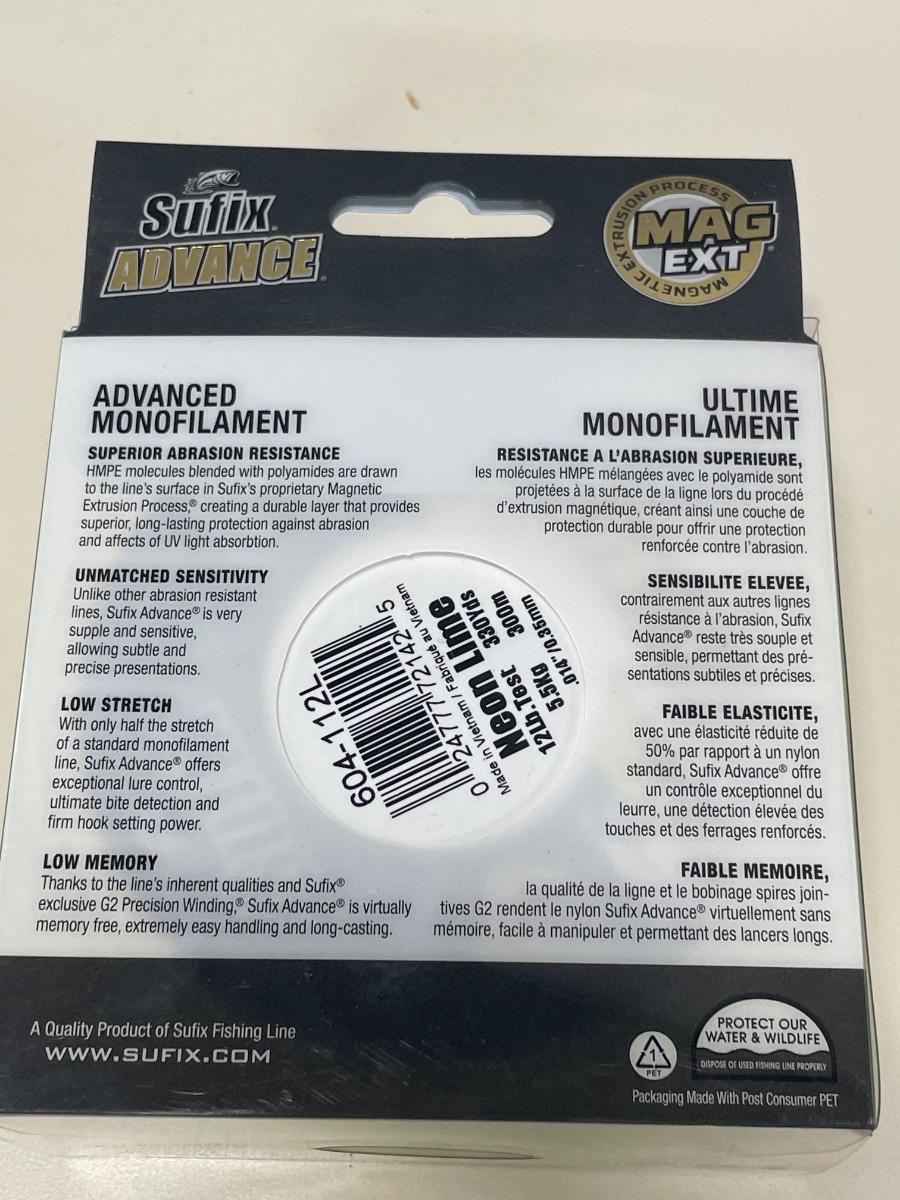 Sufix®
ADVANCE®
MAGNETIC EXTRUSION PROCESS
MAG
EXT®
ADVANCED
MONOFILAMENT
SUPERIOR ABRASION RESISTANCE
HMPE molecules blended with polyamides are drawn
to the line's surface in Sufix's proprietary Magnetic
Extrusion Process,® creating a durable layer that provides
superior, long-lasting protection against abrasion
and affects of UV light absorbtion.
UNMATCHED SENSITIVITY
Unlike other abrasion resistant
lines, Sufix Advance® is very
supple and sensitive,
allowing subtle and
precise presentations.
LOW STRETCH
With only half the stretch
of a standard monofilament
line, Sufix Advance® offers
exceptional lure control,
ultimate bite detection and
firm hook setting power.
LOW MEMORY
Thanks to the line's inherent qualities and Sufix®
exclusive G2 Precision Winding,® Sufix Advance® is virtually
memory free, extremely easy handling and long-casting.
ULTIME
MONOFILAMENT
RESISTANCE A L'ABRASION SUPERIEURE,
les molécules HMPE mélangées avec le polyamide sont
projetées à la surface de la ligne lors du procédé
d'extrusion magnétique, créant ainsi une couche de
protection durable pour offrir une protection
renforcée contre l'abrasion.
SENSIBILITE ELEVEE,
contrairement aux autres lignes
résistance à l'abrasion, Sufix
Advance® reste très souple et
sensible, permettant des pré-
sentations subtiles et précises.
FAIBLE ELASTICITE,
avec une élasticité réduite de
50% par rapport à un nylon
standard, Sufix Advance® offre
un contrôle exceptionnel du
leurre, une détection élevée des
touches et des ferrages renforcés.
FAIBLE MEMOIRE,
la qualité de la ligne et le bobinage spires join-
tives G2 rendent le nylon Sufix Advance® virtuellement sans
mémoire, facile à manipuler et permettant des lancers longs.
604-112L
0 24777 72142 5
Made in Vietnam / Fabriqué au Vietnam
Neon Lime
12Lb.Test 330yds
5.5Kg 300m
.014"/0.35mm
A Quality Product of Sufix Fishing Line
WWW.SUFIX.COM
1
PET
PROTECT OUR
WATER & WILDLIFE
DISPOSE OF USED FISHING LINE PROPERLY
Packaging Made With Post Consumer PET